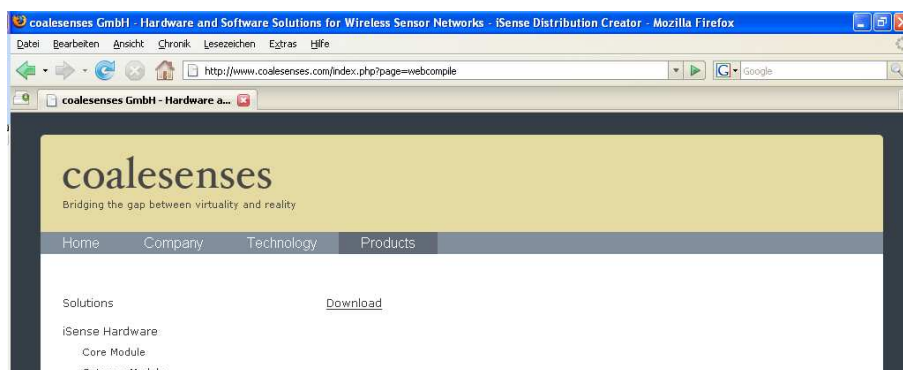 coalesenses GmbH - Hardware and Software Solutions for Wireless Sensor Networks - iSense Distribution Creator - Mozilla Firefox
Datei Bearbeiten Ansicht Chronik Lesezeichen Extras Hilfe
http://www.coalesenses.com/index.php?page=webcompile G Google
coalesenses GmbH - Hardware a...
coalesenses
Bridging the gap between virtuality and reality
Home Company Technology Products
Solutions Download
iSense Hardware
Core Module